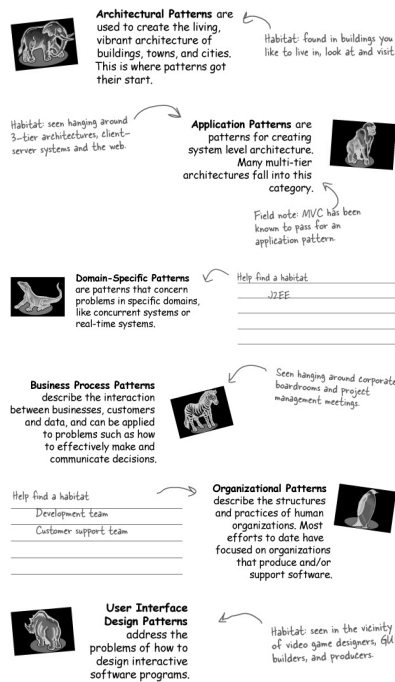 Architectural Patterns are
used to create the living,
vibrant architecture of
buildings, towns, and cities.
This is where patterns got
their start.
Habitat: found in buildings you
like to live in, look at and visit
Habitat: seen hanging around
3-tier architectures, client-
server systems and the web.
Application Patterns are
patterns for creating
system level architecture.
Many multi-tier
architectures fall into this
category.
Field note: MVC has been
known to pass for an
application pattern.
Domain-Specific Patterns
are patterns that concern
problems in specific domains,
like concurrent systems or
real-time systems.
Help find a habitat
J2EE
Business Process Patterns
describe the interaction
between businesses, customers
and data, and can be applied
to problems such as how
to effectively make and
communicate decisions.
Seen hanging around corporate
boardrooms and project
management meetings.
Help find a habitat
Development team
Customer support team
Organizational Patterns
describe the structures
and practices of human
organizations. Most
efforts to date have
focused on organizations
that produce and/or
support software.
User Interface
Design Patterns
address the
problems of how to
design interactive
software programs.
Habitat: seen in the vicinity
of video game designers, GU
builders, and producers.